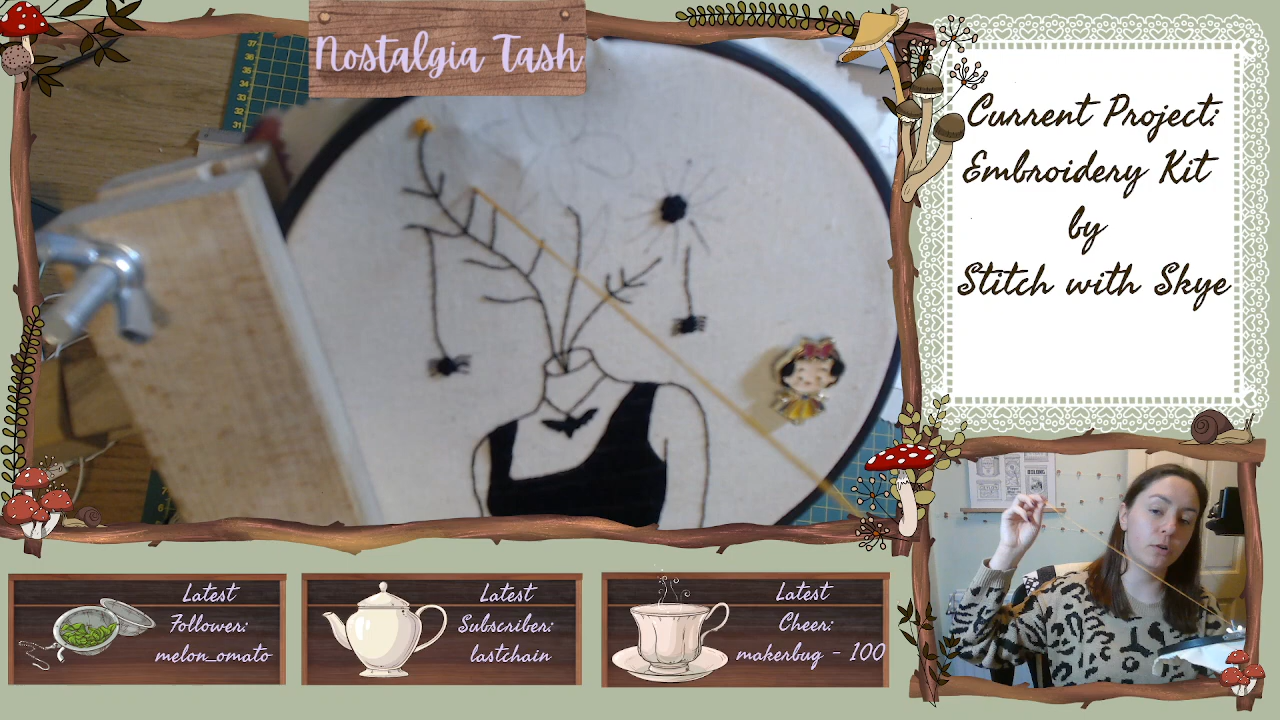 Nostalgia Tash
Current Project:
Embroidery Kit
by
Stitch with Skye
Latest
Follower:
melon_omato
Latest
Subscriber:
lastchain
Latest
Cheer:
makerbug - 100